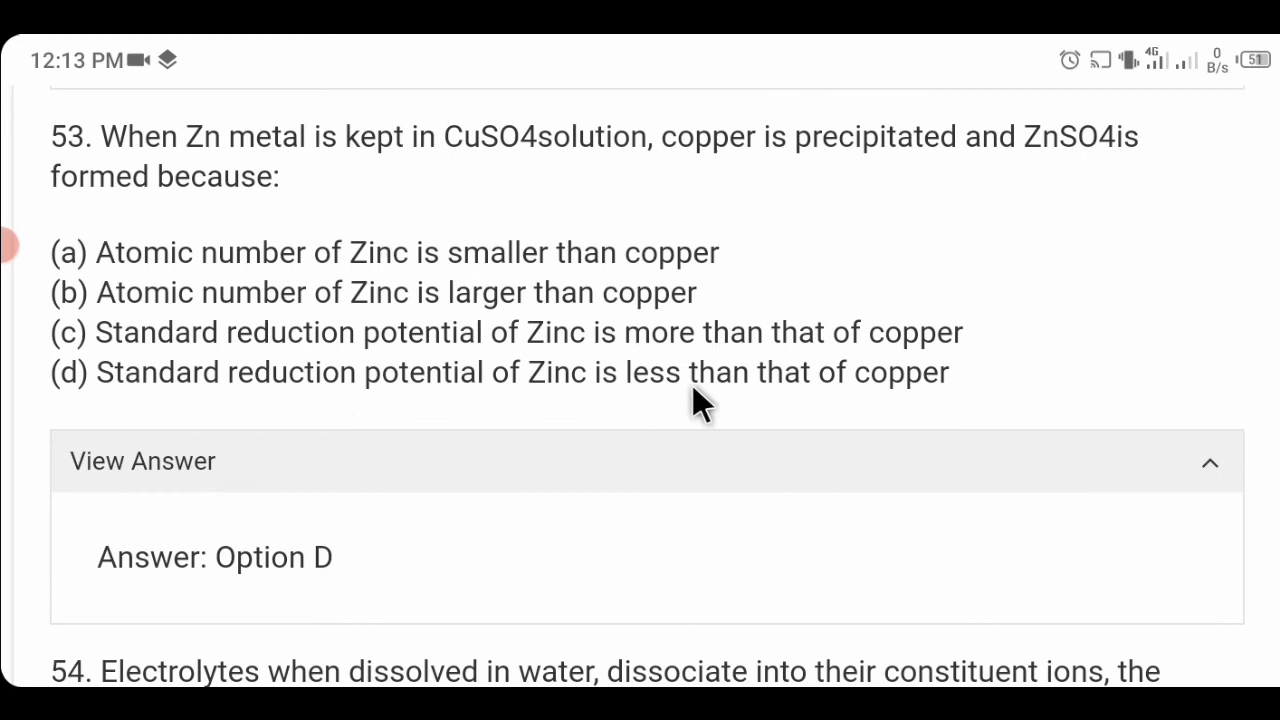 12:13 PM
4G
0
B/s
51
53. When Zn metal is kept in CuSO4solution, copper is precipitated and ZnSO4is
formed because:
(a) Atomic number of Zinc is smaller than copper
(b) Atomic number of Zinc is larger than copper
(c) Standard reduction potential of Zinc is more than that of copper
(d) Standard reduction potential of Zinc is less than that of copper
View Answer
Answer: Option D
54. Electrolytes when dissolved in water, dissociate into their constituent ions, the